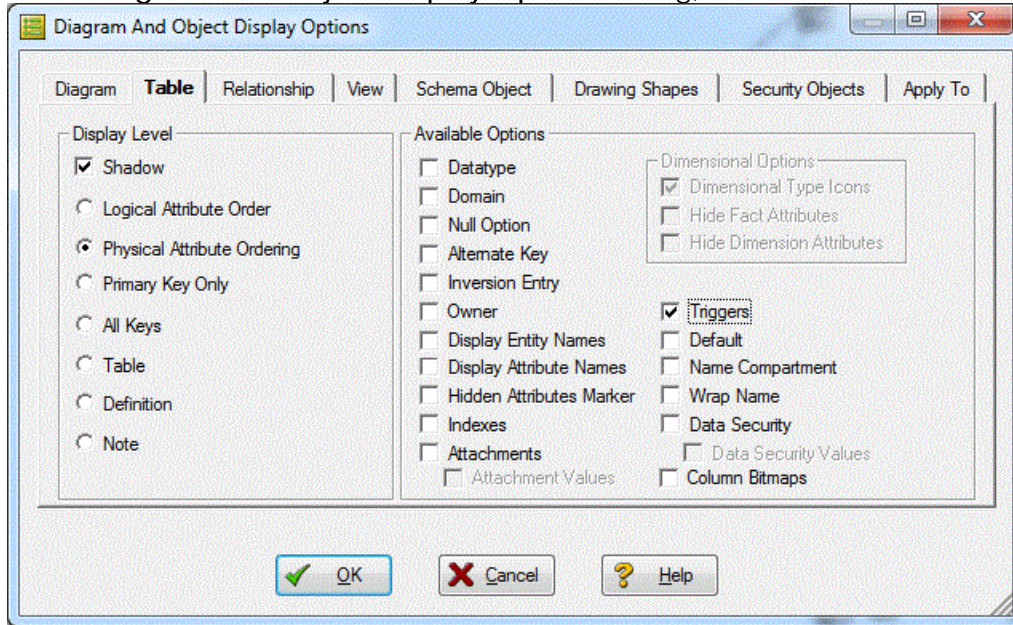 Diagram And Object Display Options
Diagram Table Relationship View Schema Object Drawing Shapes Security Objects Apply To
Display Level
Shadow
Logical Attribute Order
Physical Attribute Ordering
Primary Key Only
All Keys
Table
Definition
Note
Available Options
Datatype
Domain
Null Option
Alternate Key
Inversion Entry
Owner
Display Entity Names
Display Attribute Names
Hidden Attributes Marker
Indexes
Attachments
Attachment Values
Dimensional Options
Dimensional Type Icons
Hide Fact Attributes
Hide Dimension Attributes
Triggers
Default
Name Compartment
Wrap Name
Data Security
Data Security Values
Column Bitmaps
OK Cancel Help